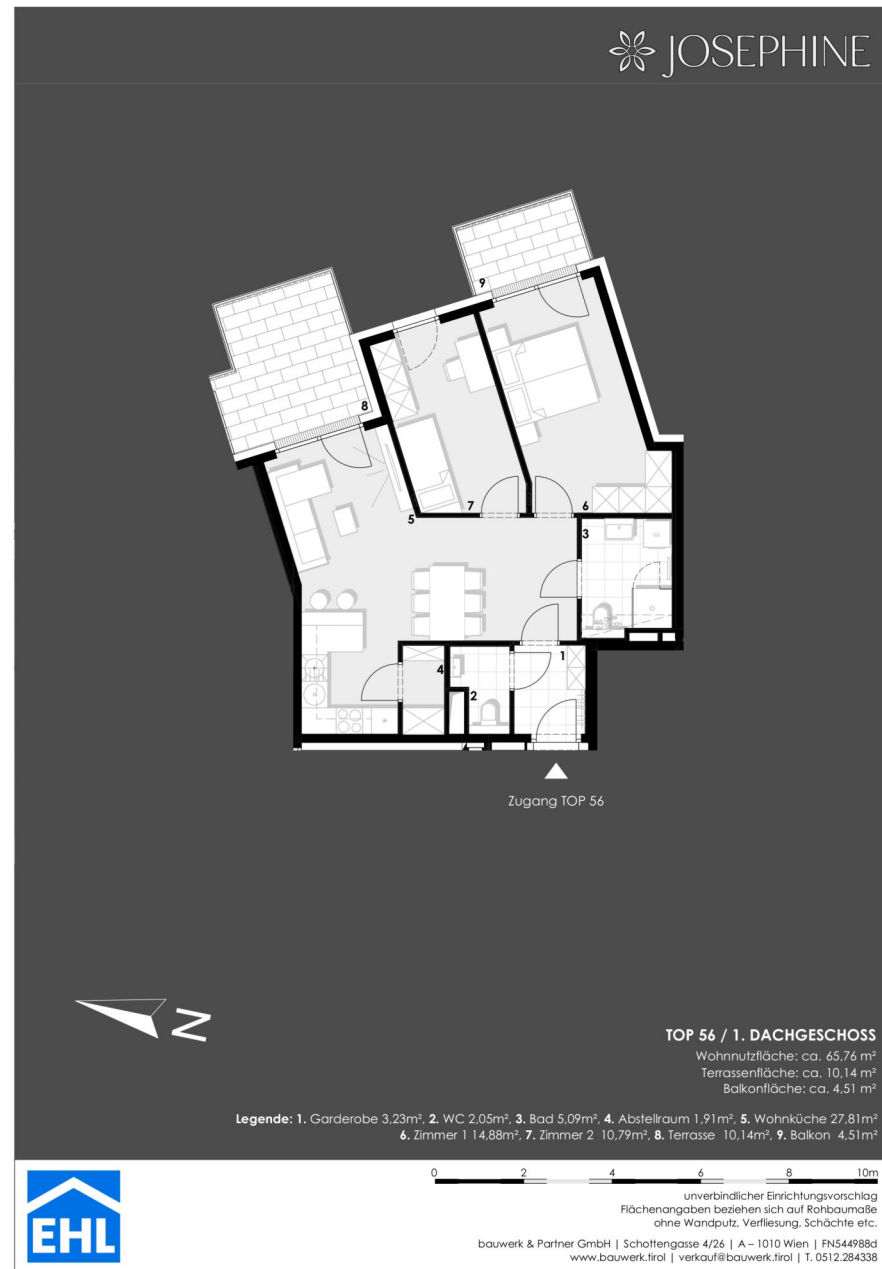 JOSEPHINE
9
8
7
6
5
3
4
1
2
Zugang TOP 56
N
TOP 56 / 1. DACHGESCHOSS
Wohnnutzfläche: ca. 65,76 m²
Terrassenfläche: ca. 10,14 m²
Balkonfläche: ca. 4,51 m²
Legende: 1. Garderobe 3,23m², 2. WC 2,05m², 3. Bad 5,09m², 4. Abstellraum 1,91m², 5. Wohnküche 27,81m²
6. Zimmer 1 14,88m², 7. Zimmer 2 10,79m², 8. Terrasse 10,14m², 9. Balkon 4,51m²
0 2 4 6 8 10m
unverbindlicher Einrichtungsvorschlag
Flächenangaben beziehen sich auf Rohbaumaße
ohne Wandputz, Verfliesung, Schächte etc.
EHL
bauwerk & Partner GmbH | Schottengasse 4/26 | A – 1010 Wien | FN544988d
www.bauwerk.tirol | verkauf@bauwerk.tirol | T. 0512.284338